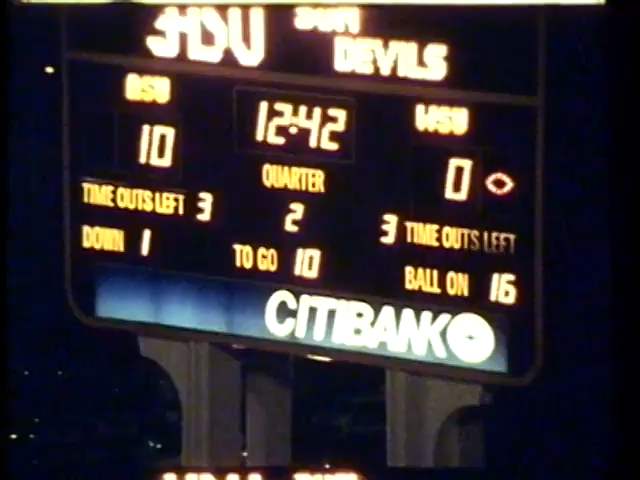 ASU SUN
DEVILS
ASU 12:42 WSU
10 QUARTER 0
TIME OUTS LEFT 3 2 3 TIME OUTS LEFT
DOWN 1 TO GO 10 BALL ON 16
CITIBANK